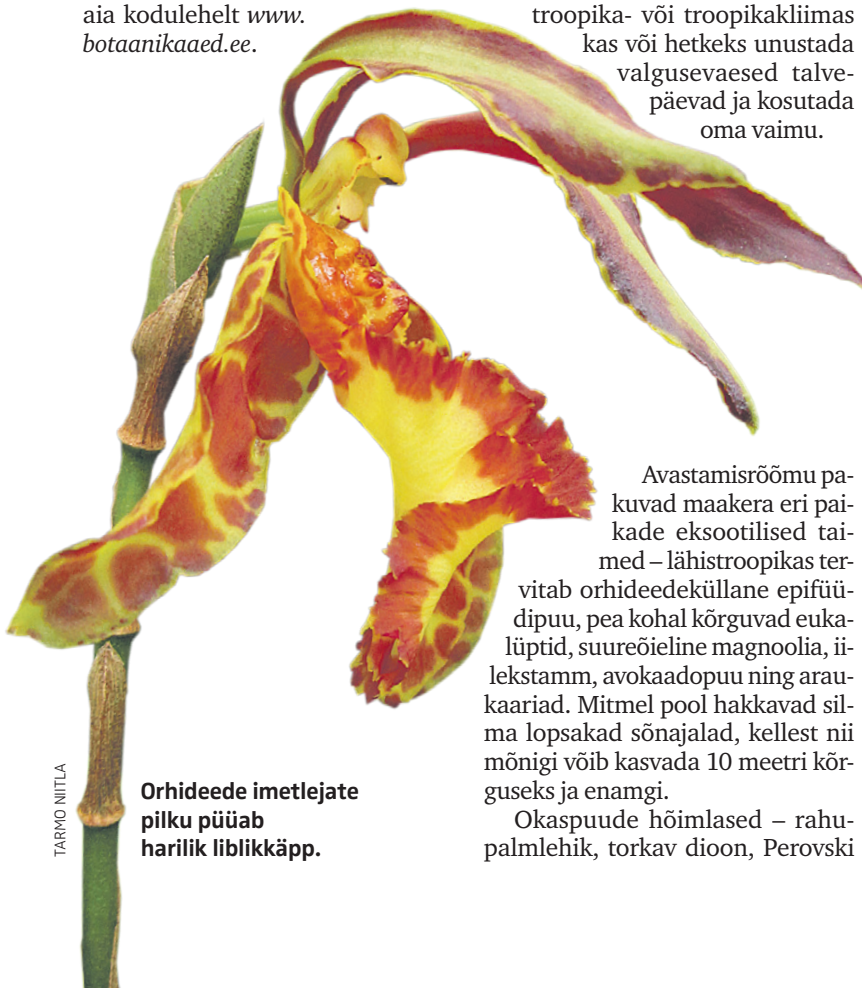 aia kodulehelt www.
botaanikaaed.ee.
troopika- või troopikakliimas
kas või hetkeks unustada
valgusevaesed talve-
päevad ja kosutada
oma vaimu.
Avastamisrõõmu pa-
kuvad maakera eri pai-
kade eksootilised tai-
med – lähistroopikas ter-
vitab orhideedeküllane epifüü-
dipuu, pea kohal kõrguvad euka-
lüptid, suureõieline magnoolia, ii-
lekstamm, avokaadopuu ning arau-
kaariad. Mitmel pool hakkavad sil-
ma lopsakad sõnajalad, kellest nii
mõnigi võib kasvada 10 meetri kõr-
guseks ja enamgi.
Okaspuude hõimlased – rahu-
palmlehik, torkav dioon, Perovski
TARMO NIITLA
Orhideede imetlejate
pilku püüab
harilik liblikkäpp.